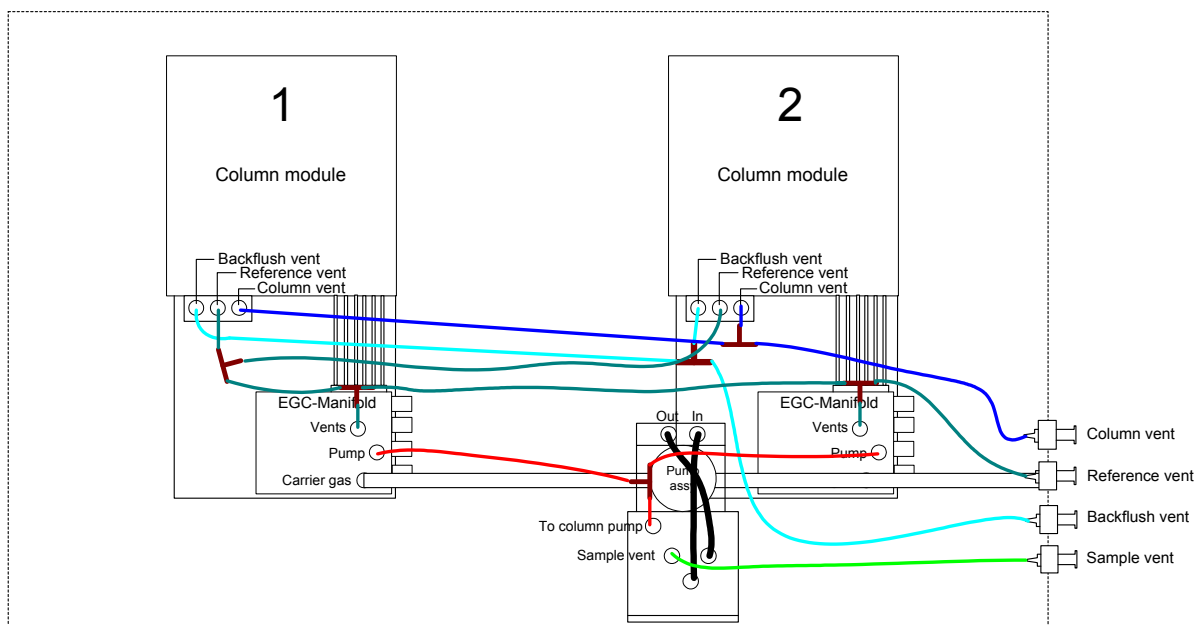 1
Column module
Backflush vent
Reference vent
Column vent
EGC-Manifold
Vents
Pump
Carrier gas
2
Column module
Backflush vent
Reference vent
Column vent
EGC-Manifold
Vents
Pump
Out In
Pump
ass
To column pump
Sample vent
Column vent
Reference vent
Backflush vent
Sample vent